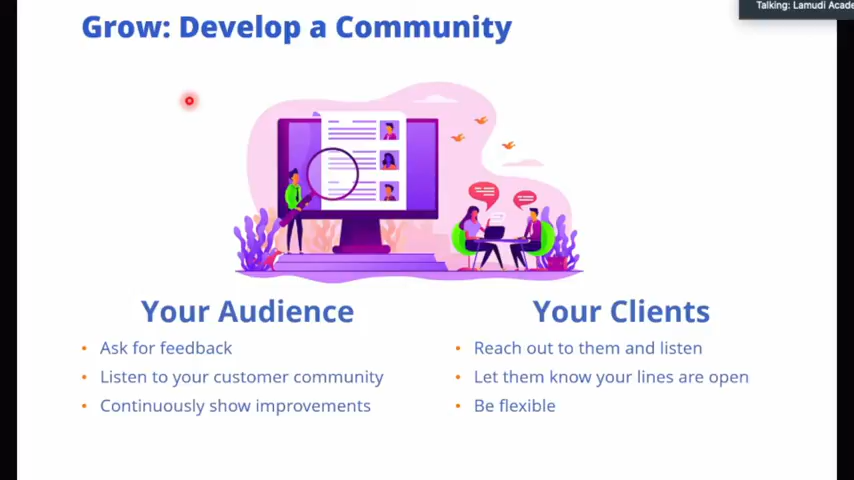 Talking: Lamudi Acade
Grow: Develop a Community
Your Audience
• Ask for feedback
• Listen to your customer community
• Continuously show improvements
Your Clients
• Reach out to them and listen
• Let them know your lines are open
• Be flexible